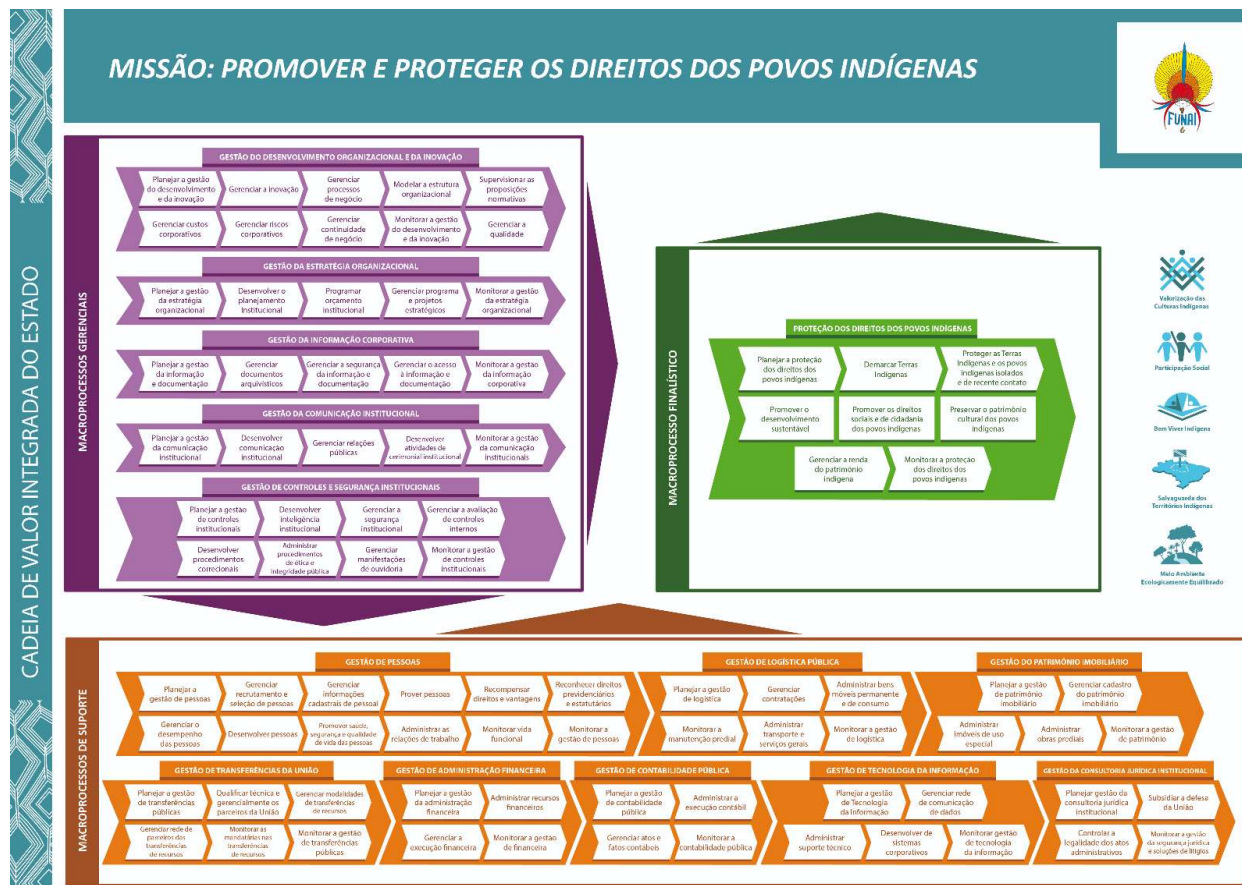 CADEIA DE VALOR INTEGRADA DO ESTADO
MISSÃO: PROMOVER E PROTEGER OS DIREITOS DOS POVOS INDÍGENAS
FUNAI
MACROPROCESSOS GERENCIAIS
GESTÃO DO DESENVOLVIMENTO ORGANIZACIONAL E DA INOVAÇÃO
Planejar a gestão
do desenvolvimento
e da inovação
Gerenciar a inovação
Gerenciar
processos
de negócio
Modelar a estrutura
organizacional
Supervisionar as
proposições
normativas
Gerenciar custos
corporativos
Gerenciar riscos
corporativos
Gerenciar
continuidade
de negócio
Monitorar a gestão
do desenvolvimento
e da inovação
Gerenciar a
qualidade
GESTÃO DA ESTRATÉGIA ORGANIZACIONAL
Planejar a gestão
da estratégia
organizacional
Desenvolver o
planejamento
Institucional
Programar
orçamento
institucional
Gerenciar programa
e projetos
estratégicos
Monitorar a gestão
da estratégia
organizacional
GESTÃO DA INFORMAÇÃO CORPORATIVA
Planejar a gestão
da informação
e documentação
Gerenciar
documentos
arquivísticos
Gerenciar a segurança
da informação e
documentação
Gerenciar o acesso
à informação e
documentação
Monitorar a gestão
da informação
corporativa
GESTÃO DA COMUNICAÇÃO INSTITUCIONAL
Planejar a gestão
da comunicação
institucional
Desenvolver
comunicação
institucional
Gerenciar relações
públicas
Desenvolver
atividades de
cerimonial institucional
Monitorar a gestão
da comunicação
institucionais
GESTÃO DE CONTROLES E SEGURANÇA INSTITUCIONAIS
Planejar a gestão
de controles
institucionais
Desenvolver
inteligência
institucional
Gerenciar a
segurança
institucional
Gerenciar a avaliação
de controles
internos
Desenvolver
procedimentos
correcionais
Administrar
procedimentos
de ética e
integridade pública
Gerenciar
manifestações
de ouvidoria
Monitorar a gestão
de controles
Institucionais
MACROPROCESSO FINALÍSTICO
PROTEÇÃO DOS DIREITOS DOS POVOS INDÍGENAS
Planejar a proteção
dos direitos dos
povos indígenas
Demarcar Terras
Indígenas
Proteger as Terras
Indígenas e os povos
indígenas isolados
e de recente contato
Promover o
desenvolvimento
sustentável
Promover os direitos
sociais e de cidadania
dos povos indígenas
Preservar o patrimônio
cultural dos povos
indígenas
Gerenciar a renda
do patrimônio
indígena
Monitorar a proteção
dos direitos dos
povos indígenas
Valorização das
Culturas Indígenas
Participação Social
Bem Viver Indígena
Salvaguarda dos
Territórios Indígenas
Meio Ambiente
Ecologicamente Equilibrado
MACROPROCESSOS DE SUPORTE
GESTÃO DE PESSOAS
Planejar a
gestão de pessoas
Gerenciar
recrutamento e
seleção de pessoas
Gerenciar
informações
cadastrais de pessoal
Prover pessoas
Recompensar
direitos e vantagens
Reconhecer direitos
previdenciários
e estatutários
Gerenciar o
desempenho
das pessoas
Desenvolver pessoas
Promover saúde,
segurança e qualidade
de vida das pessoas
Administrar as
relações de trabalho
Monitorar vida
funcional
Monitorar a
gestão de pessoas
GESTÃO DE LOGÍSTICA PÚBLICA
Planejar a gestão
de logística
Gerenciar
contratações
Administrar bens
móveis permanente
e de consumo
Monitorar a
manutenção predial
Administrar
transporte e
serviços gerais
Monitorar a gestão
de logística
GESTÃO DO PATRIMÔNIO IMOBILIÁRIO
Planejar a gestão
de patrimônio
imobiliário
Gerenciar cadastro
do patrimônio
imobiliário
Administrar
imóveis de uso
especial
Administrar
obras prediais
Monitorar a gestão
de patrimônio
GESTÃO DE TRANSFERÊNCIAS DA UNIÃO
Planejar a gestão
de transferências
públicas
Qualificar técnica e
gerencialmente os
parceiros da União
Gerenciar modalidades
de transferências
de recursos
Gerenciar rede de
parceiros das
transferências
de recursos
Monitorar as
mandatárias nas
transferências
de recursos
Monitorar a gestão
de transferências
públicas
GESTÃO DE ADMINISTRAÇÃO FINANCEIRA
Planejar a gestão
da administração
financeira
Administrar recursos
financeiros
Gerenciar a
execução financeira
Monitorar a gestão
de financeira
GESTÃO DE CONTABILIDADE PÚBLICA
Planejar a gestão
de contabilidade
pública
Administrar a
execução contábil
Gerenciar atos e
fatos contabeis
Monitorar a
contabilidade pública
GESTÃO DE TECNOLOGIA DA INFORMAÇÃO
Planejar a gestão
de Tecnologia
da Informação
Gerenciar rede
de comunicação
de dados
Administrar
suporte técnico
Desenvolver de
sistemas
corporativos
Monitorar gestão
de tecnologia
da informação
GESTÃO DA CONSULTORIA JURÍDICA INSTITUCIONAL
Planejar gestão da
consultoria jurídica
institucional
Subsidiar a defesa
da União
Controlar a
legalidade dos atos
administrativos
Monitorar a gestão
da segurança jurídica
e soluções de litígios